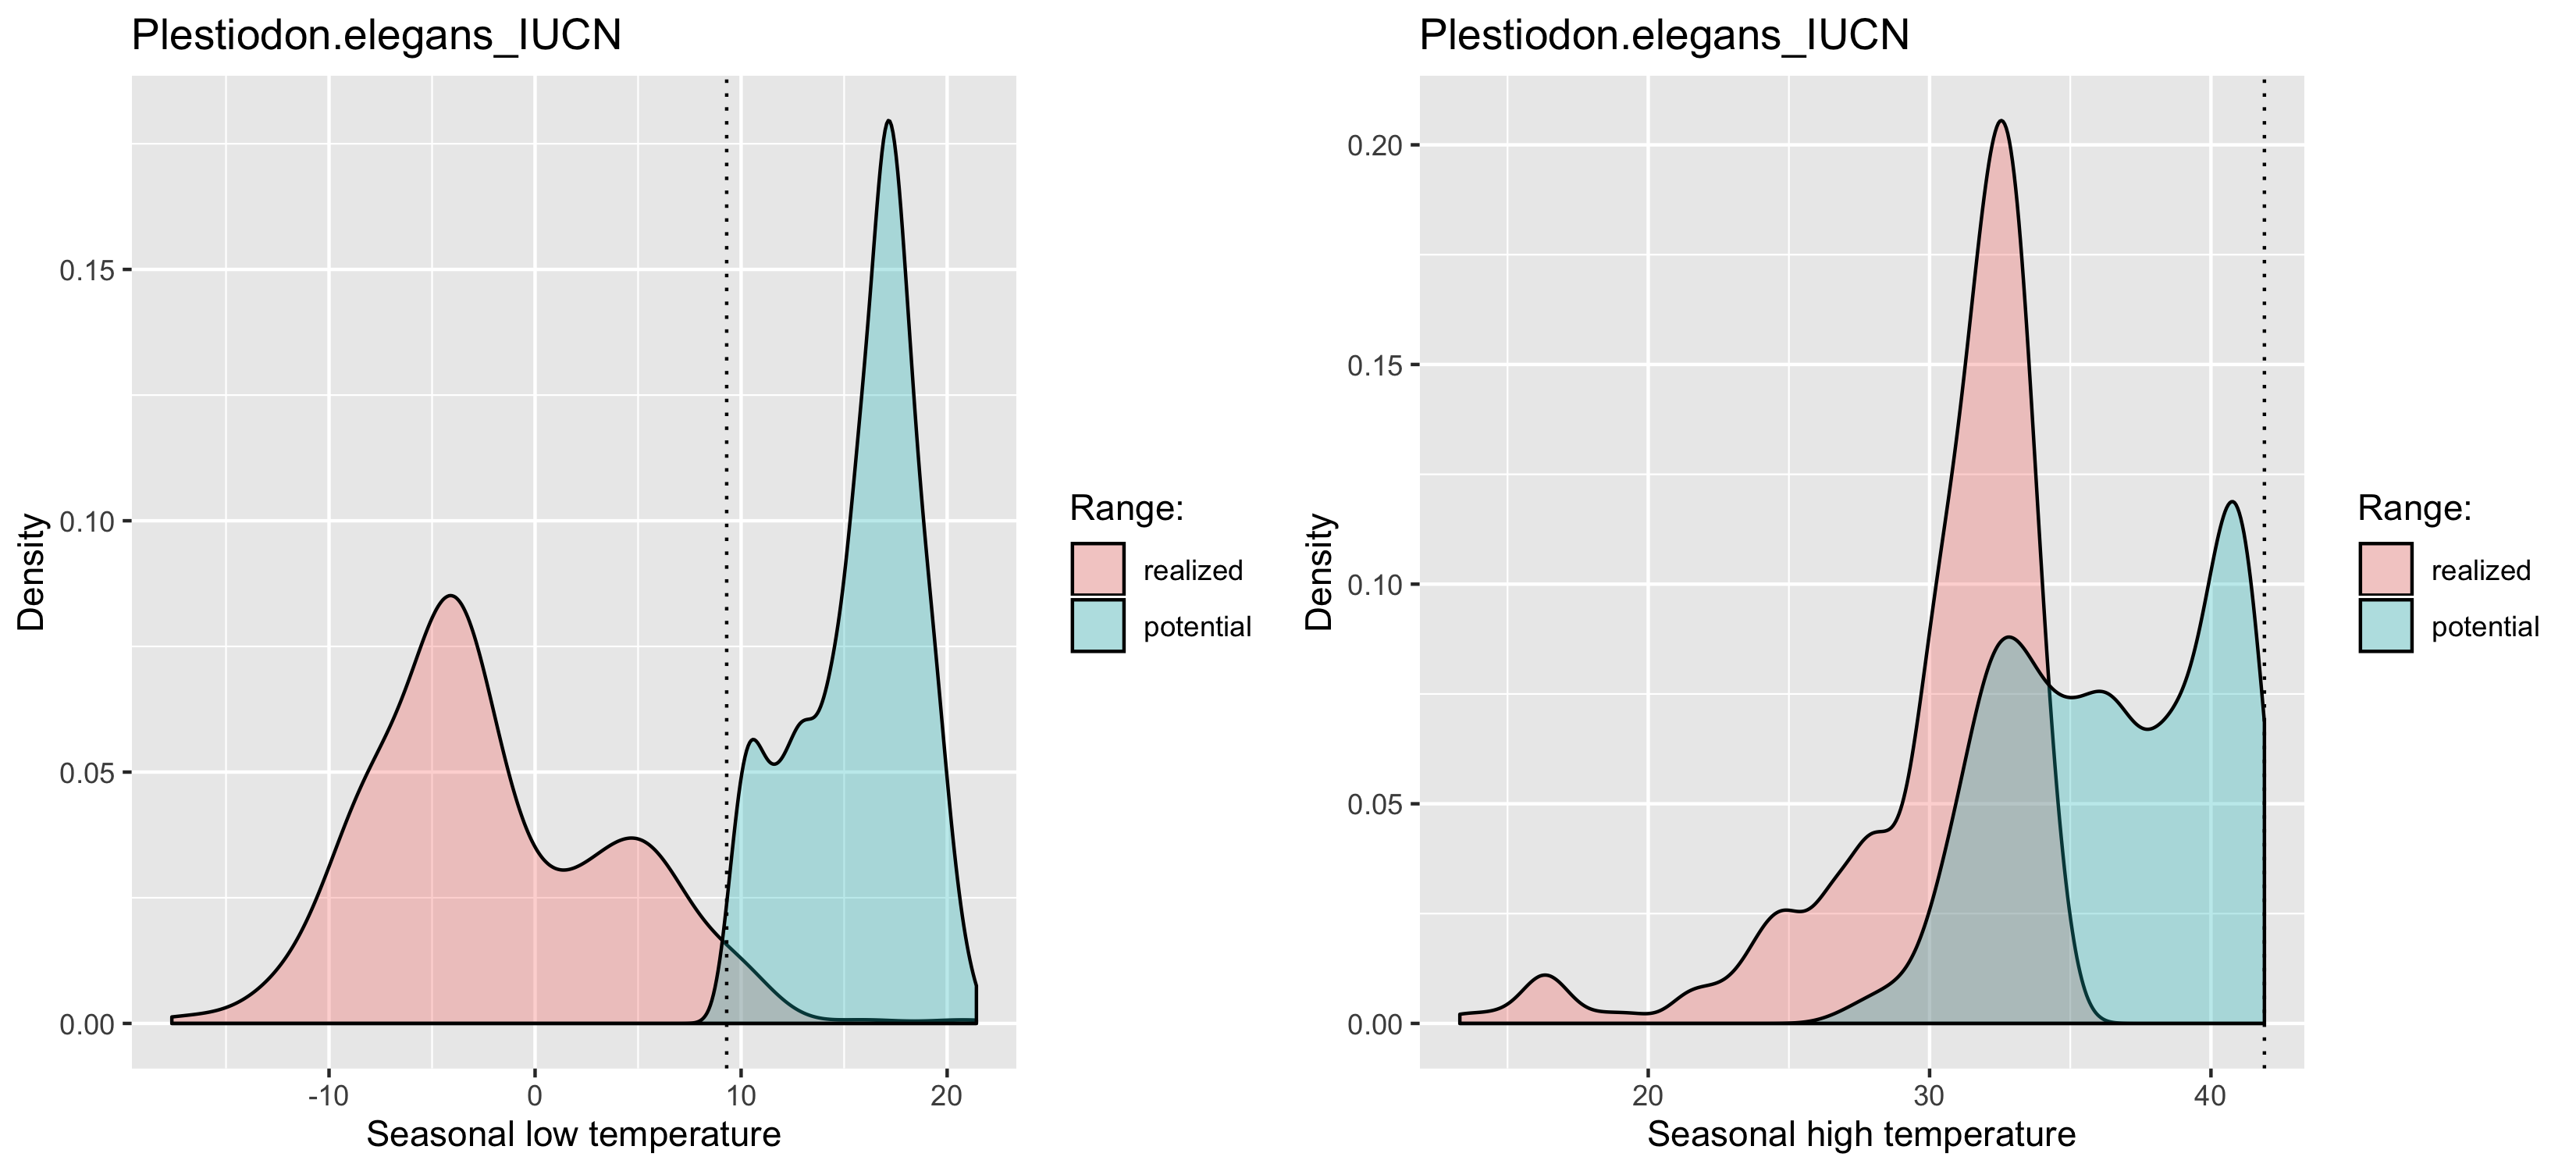 Plestiodon.elegans_IUCN
Density
0.15
0.10
0.05
0.00
-10 0 10 20
Seasonal low temperature
Range:
realized
potential
Plestiodon.elegans_IUCN
Density
0.20
0.15
0.10
0.05
0.00
20 30 40
Seasonal high temperature
Range:
realized
potential